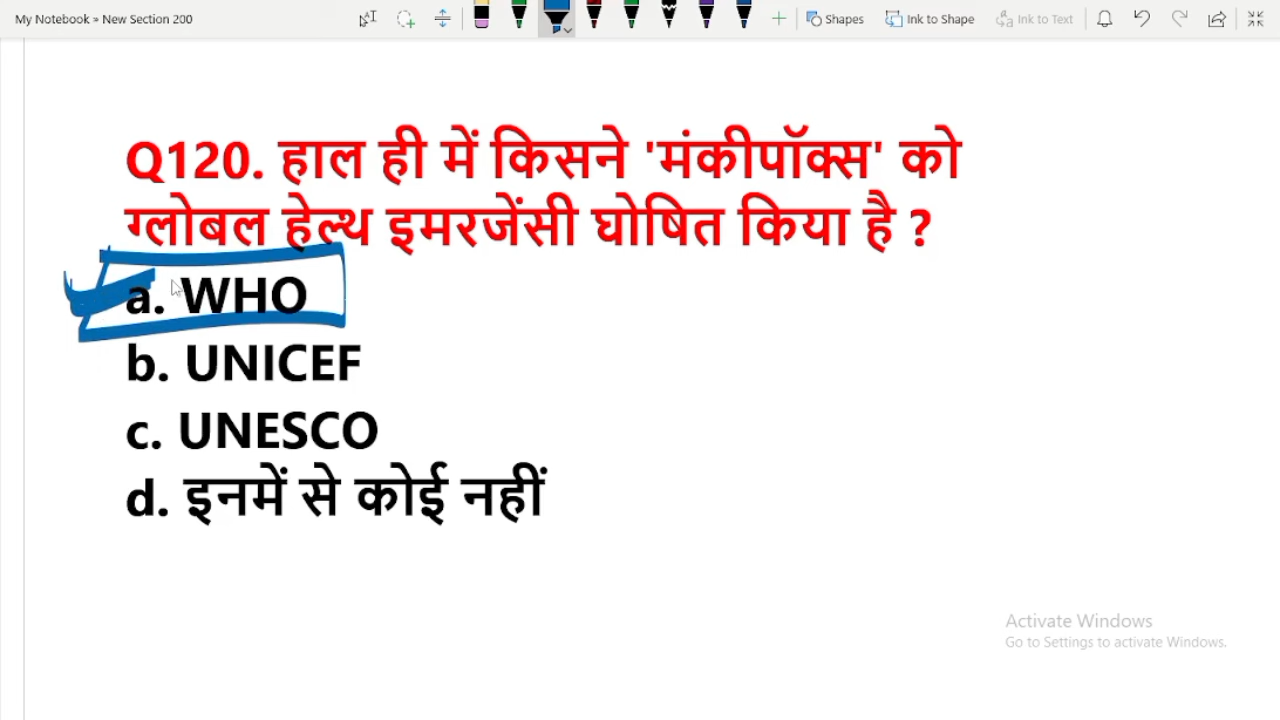 My Notebook » New Section 200
Shapes
Ink to Shape
Ink to Text
Q120. हाल ही में किसने 'मंकीपॉक्स' को
ग्लोबल हेल्थ इमरजेंसी घोषित किया है ?
a. WHO
b. UNICEF
c. UNESCO
d. इनमें से कोई नहीं
Activate Windows
Go to Settings to activate Windows.